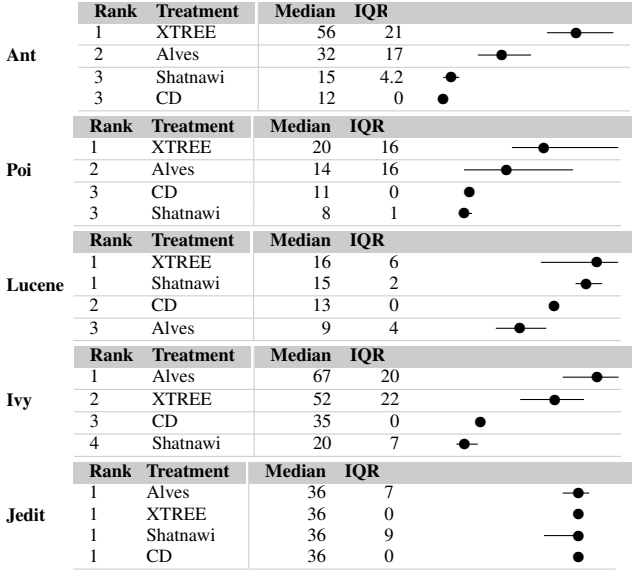 Rank Treatment Median IQR
1 XTREE 56 21
Ant
2 Alves 32 17
3 Shatnawi 15 4.2
3 CD 12 0
Rank Treatment Median IQR
1 XTREE 20 16
Poi
2 Alves 14 16
3 CD 11 0
3 Shatnawi 8 1
Rank Treatment Median IQR
1 XTREE 16 6
Lucene
1 Shatnawi 15 2
2 CD 13 0
3 Alves 9 4
Rank Treatment Median IQR
1 Alves 67 20
Ivy
2 XTREE 52 22
3 CD 35 0
4 Shatnawi 20 7
Rank Treatment Median IQR
1 Alves 36 7
Jedit
1 XTREE 36 0
1 Shatnawi 36 9
1 CD 36 0